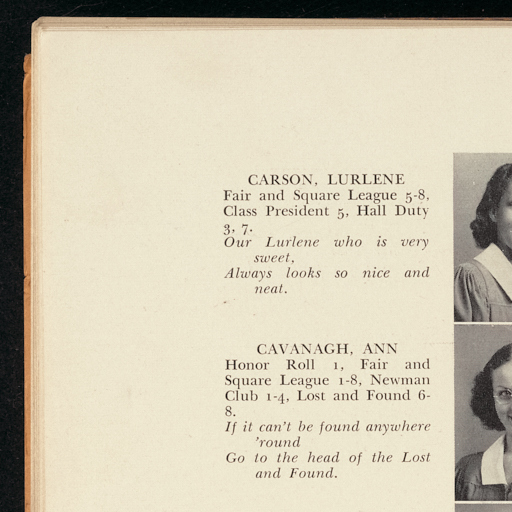 CARSON, LURLENE
Fair and Square League 5-8,
Class President 5, Hall Duty
3, 7.
Our Lurlene who is very
sweet,
Always looks so nice and
neat.
CAVANAGH, ANN
Honor Roll 1, Fair and
Square League 1-8, Newman
Club 1-4, Lost and Found 6-
8.
If it can't be found anywhere
'round
Go to the head of the Lost
and Found.